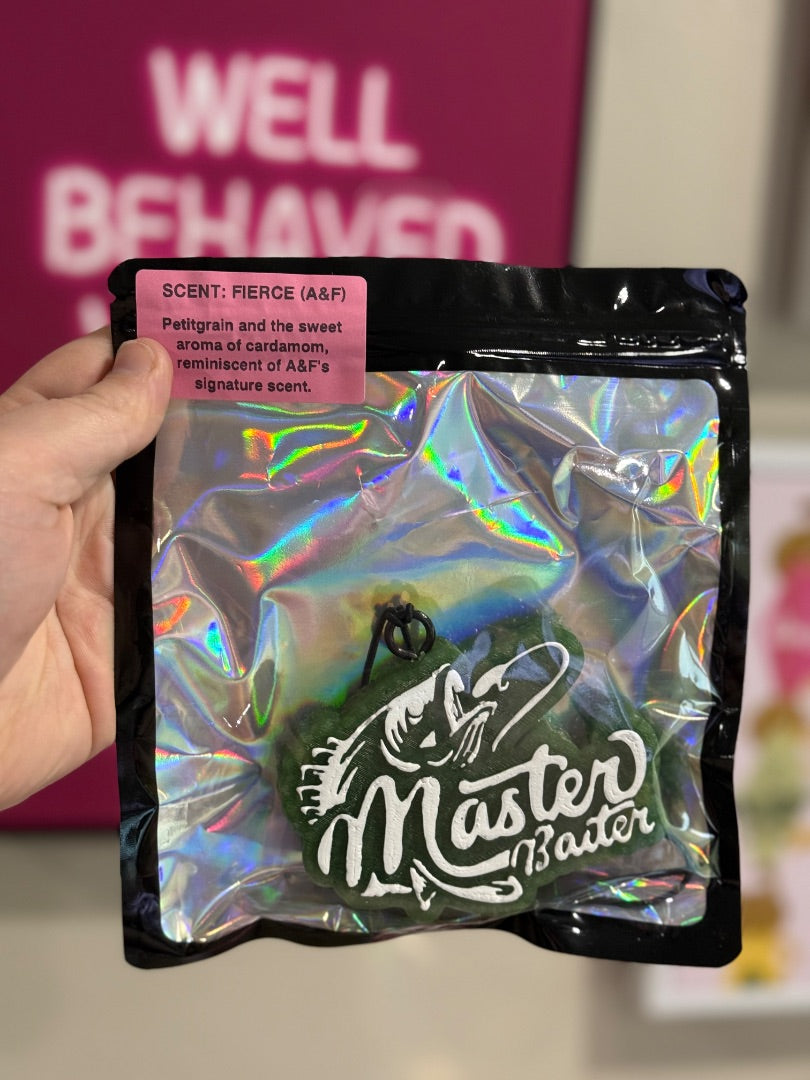 WELL
BEHAVED
SCENT: FIERCE (A&F)
Petitgrain and the sweet
aroma of cardamom,
reminiscent of A&F's
signature scent.
Master
Baiter